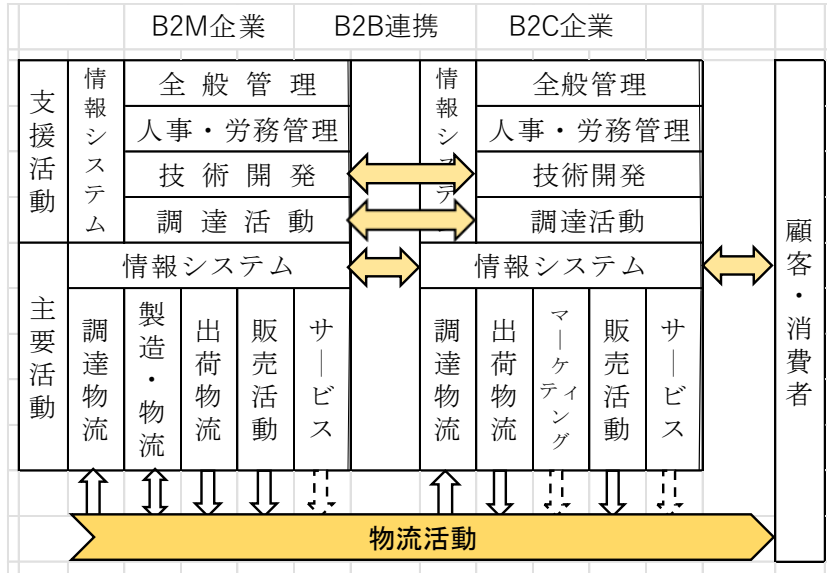 B2M企業
B2B連携
B2C企業
支援活動
情報システム
全般管理
人事・労務管理
技術開発
調達活動
情報システム
全般管理
人事・労務管理
技術開発
調達活動
主要活動
情報システム
調達物流
製造・物流
出荷物流
販売活動
サービス
情報システム
調達物流
出荷物流
マーケティング
販売活動
サービス
顧客・消費者
物流活動